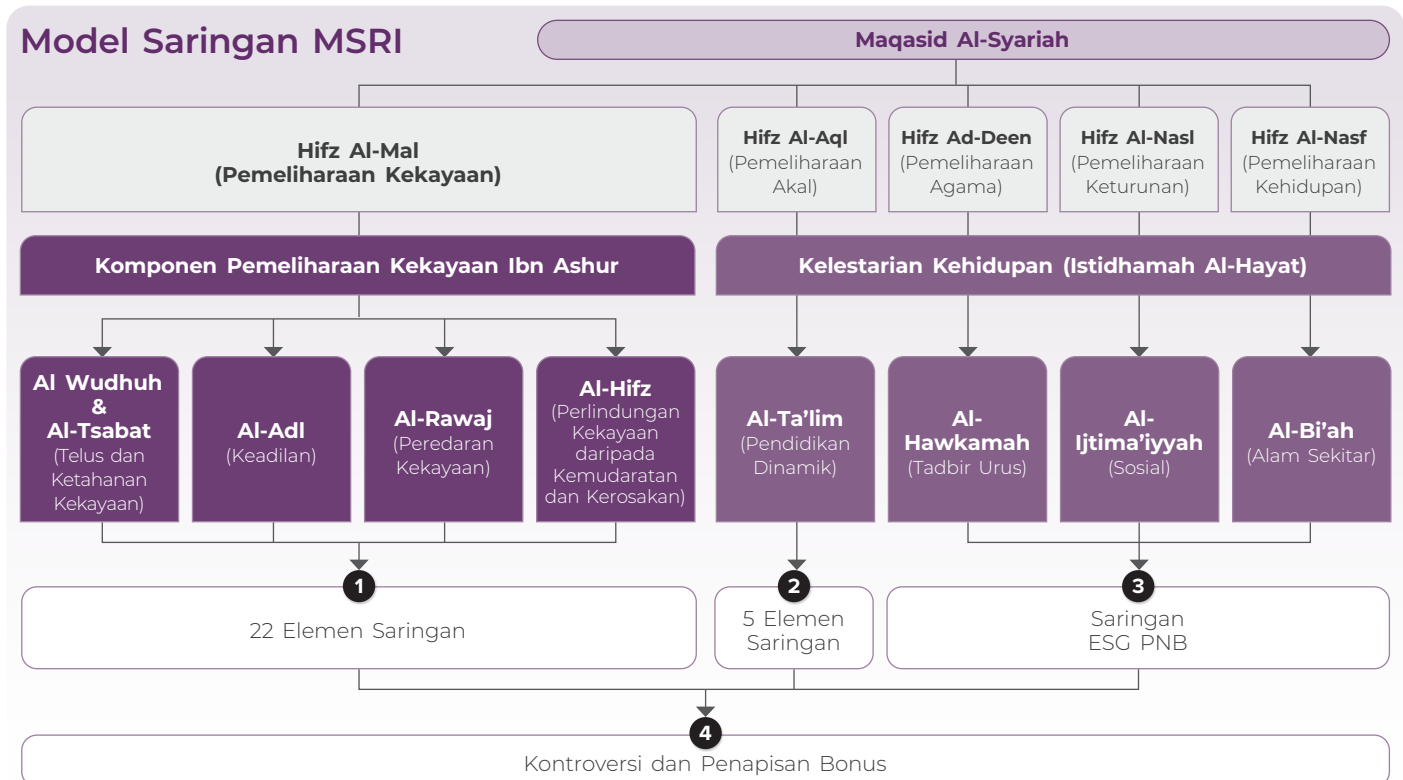 Model Saringan MSRI
Maqasid Al-Syariah
Hifz Al-Mal
(Pemeliharaan Kekayaan)
Hifz Al-Aql
(Pemeliharaan
Akal)
Hifz Ad-Deen
(Pemeliharaan
Agama)
Hifz Al-Nasl
(Pemeliharaan
Keturunan)
Hifz Al-Nasf
(Pemeliharaan
Kehidupan)
Komponen Pemeliharaan Kekayaan Ibn Ashur
Kelestarian Kehidupan (Istidhamah Al-Hayat)
Al Wudhuh
&
Al-Tsabat
(Telus dan
Ketahanan
Kekayaan)
Al-Adl
(Keadilan)
Al-Rawaj
(Peredaran
Kekayaan)
Al-Hifz
(Perlindungan
Kekayaan
daripada
Kemudaratan
dan Kerosakan)
Al-Ta’lim
(Pendidikan
Dinamik)
Al-
Hawkamah
(Tadbir Urus)
Al-
Ijtima’iyyah
(Sosial)
Al-Bi’ah
(Alam Sekitar)
1
22 Elemen Saringan
2
5 Elemen
Saringan
3
Saringan
ESG PNB
4
Kontroversi dan Penapisan Bonus